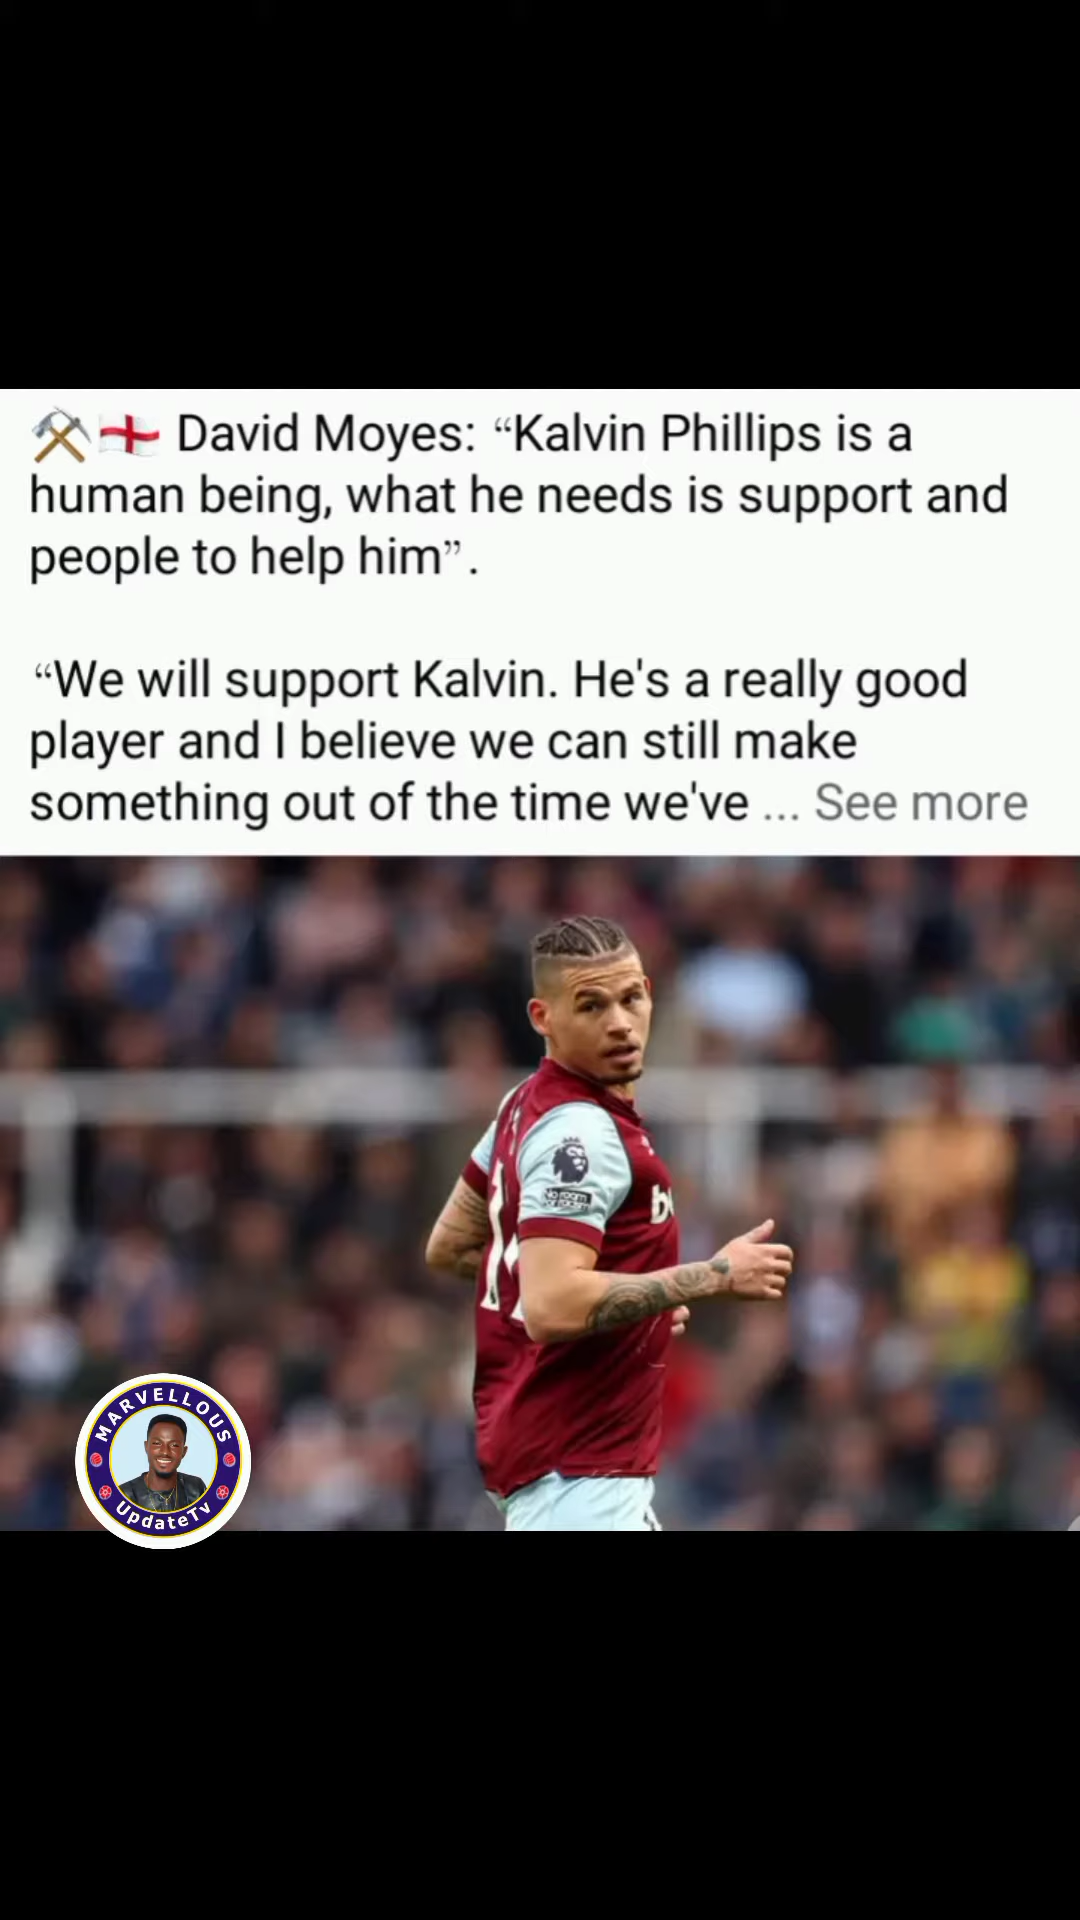 ⚒️🏴󠁧󠁢󠁥󠁮󠁧󠁿 David Moyes: “Kalvin Phillips is a
human being, what he needs is support and
people to help him”.
“We will support Kalvin. He's a really good
player and I believe we can still make
something out of the time we've ... See more
No room
MARVELLOUS
UpdateTv